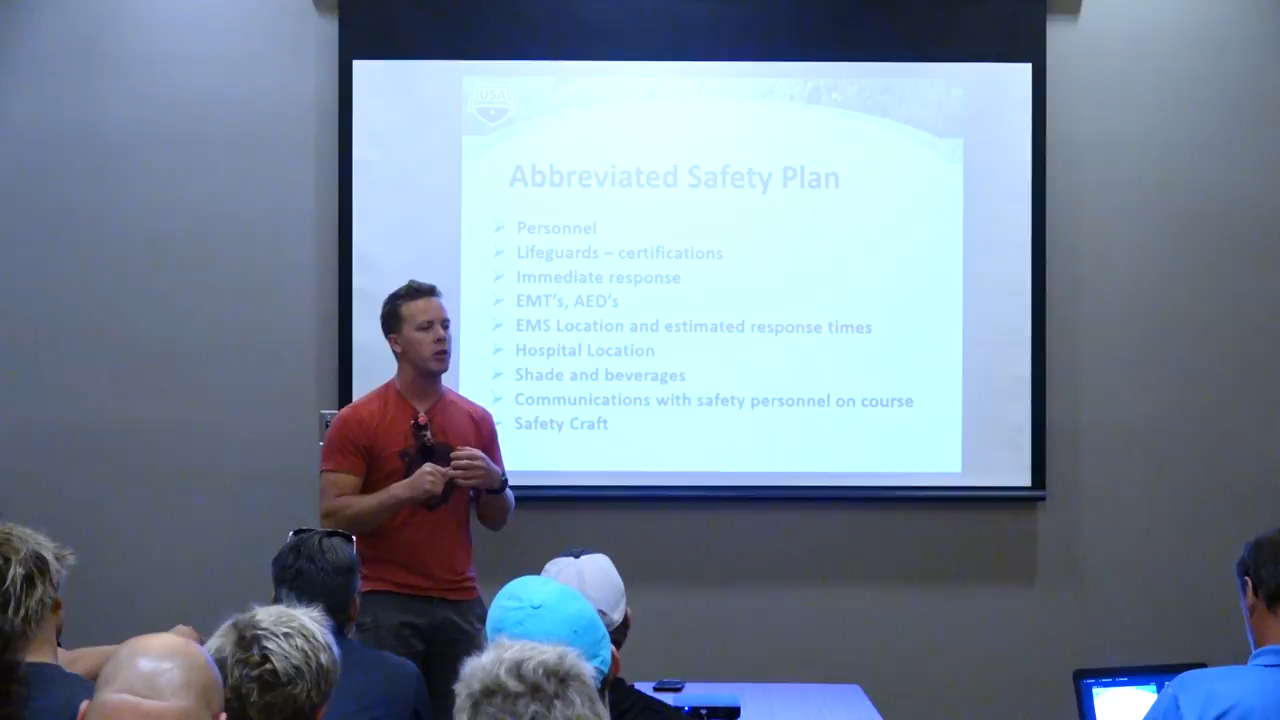 USA
Abbreviated Safety Plan
Personnel
Lifeguards – certifications
Immediate response
EMT's, AED's
EMS Location and estimated response times
Hospital Location
Shade and beverages
Communications with safety personnel on course
Safety Craft